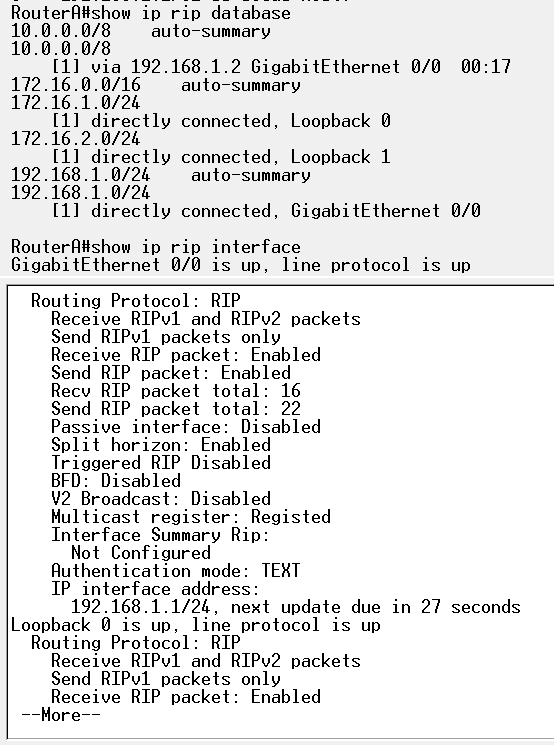 RouterA#show ip rip database
10.0.0.0/8    auto-summary
10.0.0.0/8
    [1] via 192.168.1.2 GigabitEthernet 0/0  00:17
172.16.0.0/16    auto-summary
172.16.1.0/24
    [1] directly connected, Loopback 0
172.16.2.0/24
    [1] directly connected, Loopback 1
192.168.1.0/24    auto-summary
192.168.1.0/24
    [1] directly connected, GigabitEthernet 0/0
RouterA#show ip rip interface
GigabitEthernet 0/0 is up, line protocol is up
  Routing Protocol: RIP
    Receive RIPv1 and RIPv2 packets
    Send RIPv1 packets only
    Receive RIP packet: Enabled
    Send RIP packet: Enabled
    Recv RIP packet total: 16
    Send RIP packet total: 22
    Passive interface: Disabled
    Split horizon: Enabled
    Triggered RIP Disabled
    BFD: Disabled
    V2 Broadcast: Disabled
    Multicast register: Registed
    Interface Summary Rip:
      Not Configured
    Authentication mode: TEXT
    IP interface address:
      192.168.1.1/24, next update due in 27 seconds
Loopback 0 is up, line protocol is up
  Routing Protocol: RIP
    Receive RIPv1 and RIPv2 packets
    Send RIPv1 packets only
    Receive RIP packet: Enabled
 --More--